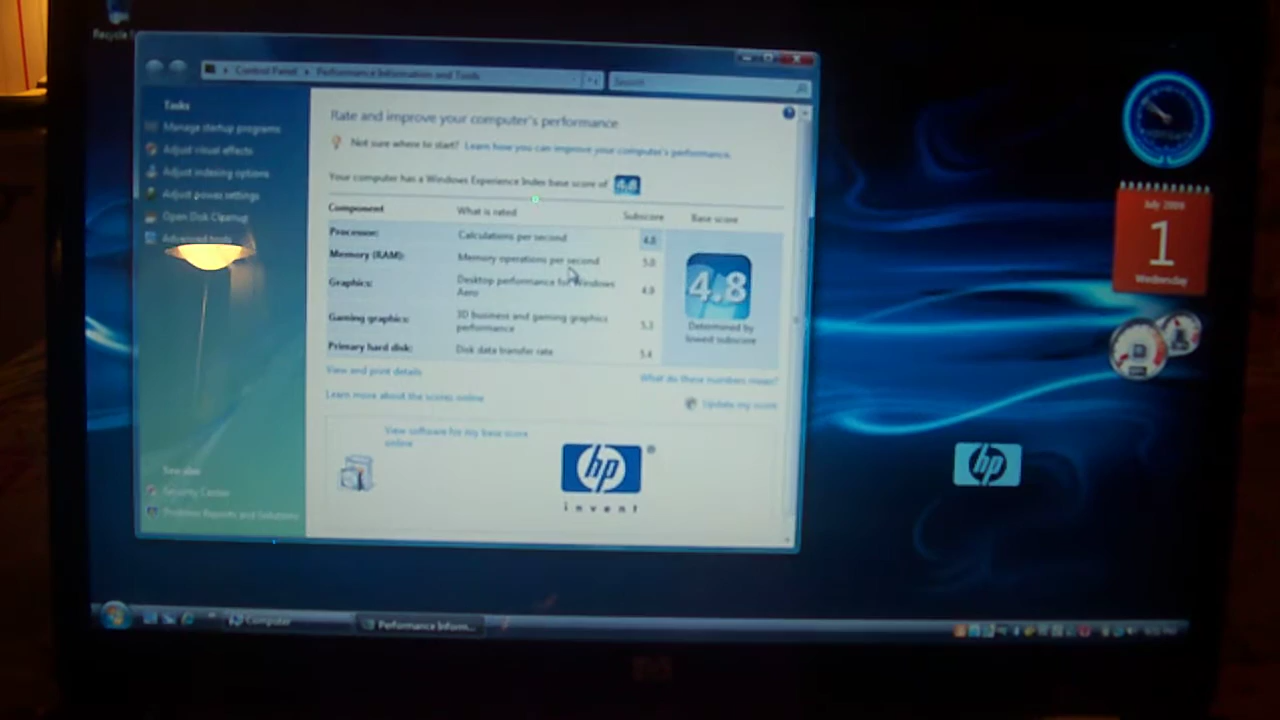 Recycle
Control Panel
Performance Information and Tools
Search
Tasks
Manage startup programs
Adjust visual effects
Adjust indexing options
Adjust power settings
Open Disk Cleanup
Advanced tools
See also
Security Center
Problem Reports and Solutions
Rate and improve your computer's performance
Not sure where to start? Learn how you can improve your computer's performance.
Your computer has a Windows Experience Index base score of 4.8
Component What is rated Subscore Base score
Processor: Calculations per second 4.8
Memory (RAM): Memory operations per second 5.0
Graphics: Desktop performance for Windows
Aero 4.9
Gaming graphics: 3D business and gaming graphics
performance 5.3
Primary hard disk: Disk data transfer rate 5.4
4.8
Determined by
lowest subscore
View and print details
What do these numbers mean?
Learn more about the scores online
Update my score
View software for my base score
online
hp
®
invent
July 2009
1
Wednesday
hp
Computer
Performance Inform...